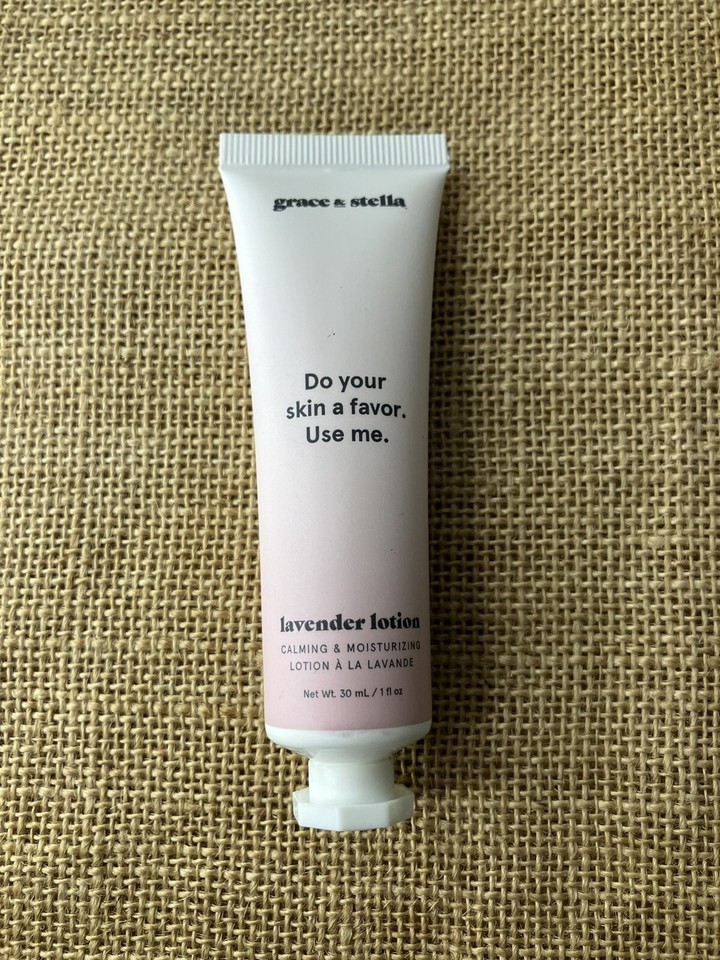 grace & stella
Do your
skin a favor.
Use me.
lavender lotion
CALMING & MOISTURIZING
LOTION À LA LAVANDE
Net Wt. 30 mL / 1 fl oz